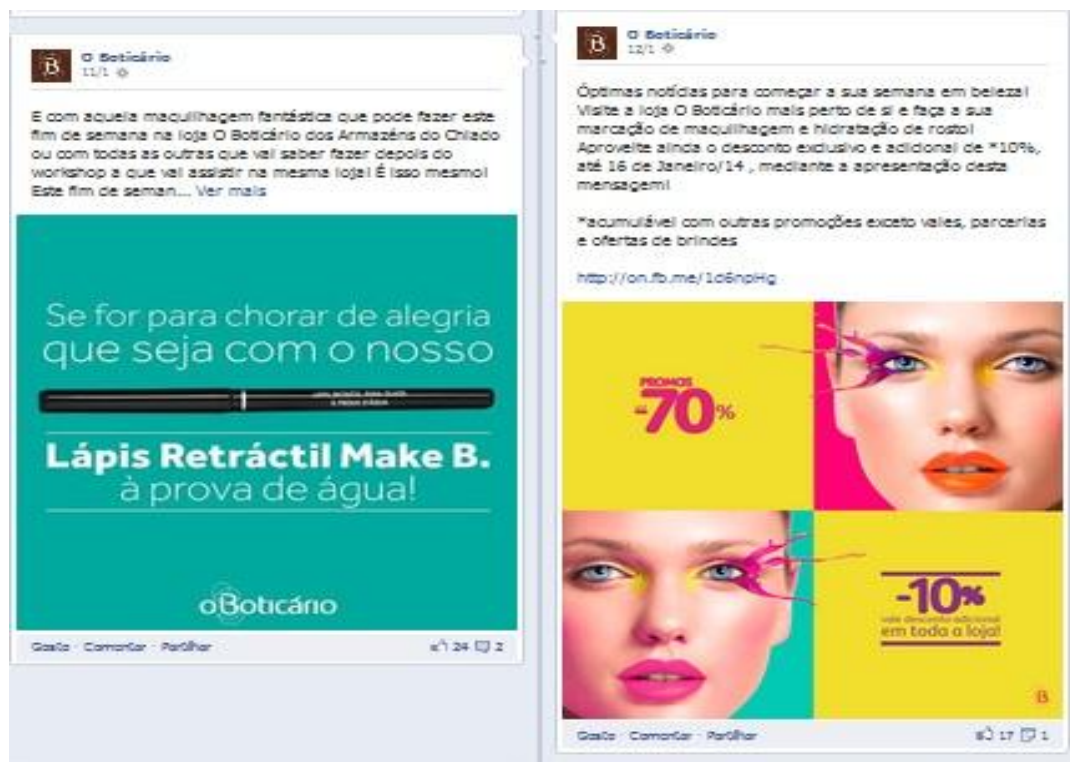 O Boticário
11/1
E com aquela maquilhagem fantástica que pode fazer este
fim de semana na loja O Boticário dos Armazéns do Chiado
ou com todas as outras que vai saber fazer depois do
workshop a que vai assistir na mesma loja! É isso mesmo!
Este fim de seman... Ver mais
Se for para chorar de alegria
que seja com o nosso
Lápis Retráctil Make B.
à prova de água!
oBoticário
Gosto · Comentar · Partilhar 24 2
B
O Boticário
12/1
Óptimas notícias para começar a sua semana em beleza!
Visite a loja O Boticário mais perto de si e faça a sua
marcação de maquilhagem e hidratação de rosto!
Aproveite ainda o desconto exclusivo e adicional de *10%,
até 16 de Janeiro/14 , mediante a apresentação desta
mensagem!
*acumulável com outras promoções exceto vales, parcerias
e ofertas de brindes
http://on.fb.me/1d6npHg
PROMOS
-70%
-10%
vale desconto adicional
em toda a loja!
B
Gosto · Comentar · Partilhar 17 1